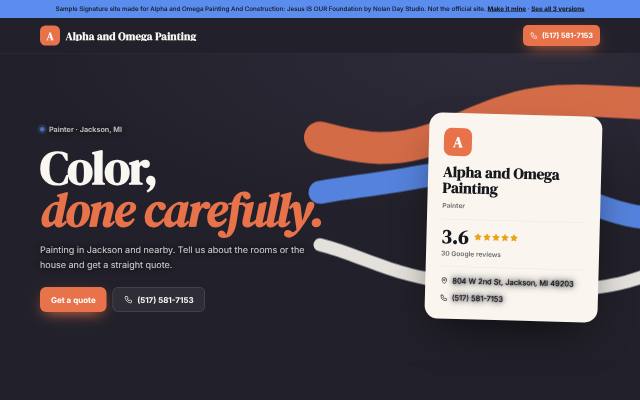 Sample Signature site made for Alpha and Omega Painting And Construction: Jesus IS OUR Foundation by Nolan Day Studio. Not the official site. Make it mine · See all 3 versions
A Alpha and Omega Painting
(517) 581-7153
Painter · Jackson, MI
Color,
done carefully.
Painting in Jackson and nearby. Tell us about the rooms or the
house and get a straight quote.
Get a quote
(517) 581-7153
A
Alpha and Omega
Painting
Painter
3.6 ★★★★★
30 Google reviews
804 W 2nd St, Jackson, MI 49203
(517) 581-7153